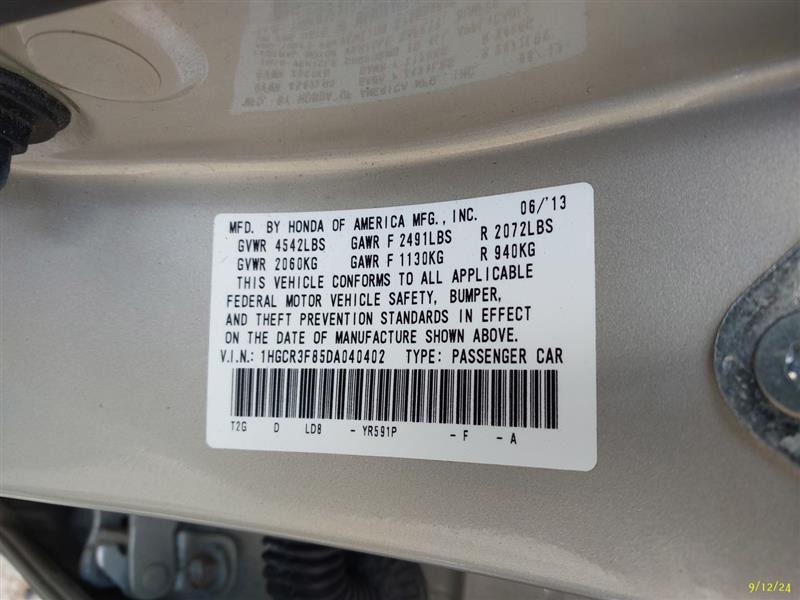 MFD. BY HONDA OF AMERICA MFG., INC. 06/'13
GVWR 4542LBS GAWR F 2491LBS R 2072LBS
GVWR 2060KG GAWR F 1130KG R 940KG
THIS VEHICLE CONFORMS TO ALL APPLICABLE
FEDERAL MOTOR VEHICLE SAFETY, BUMPER,
AND THEFT PREVENTION STANDARDS IN EFFECT
ON THE DATE OF MANUFACTURE SHOWN ABOVE.
V.I.N.: 1HGCR3F85DA040402 TYPE: PASSENGER CAR
T2G D LD8 - YR591P - F - A
9/12/24